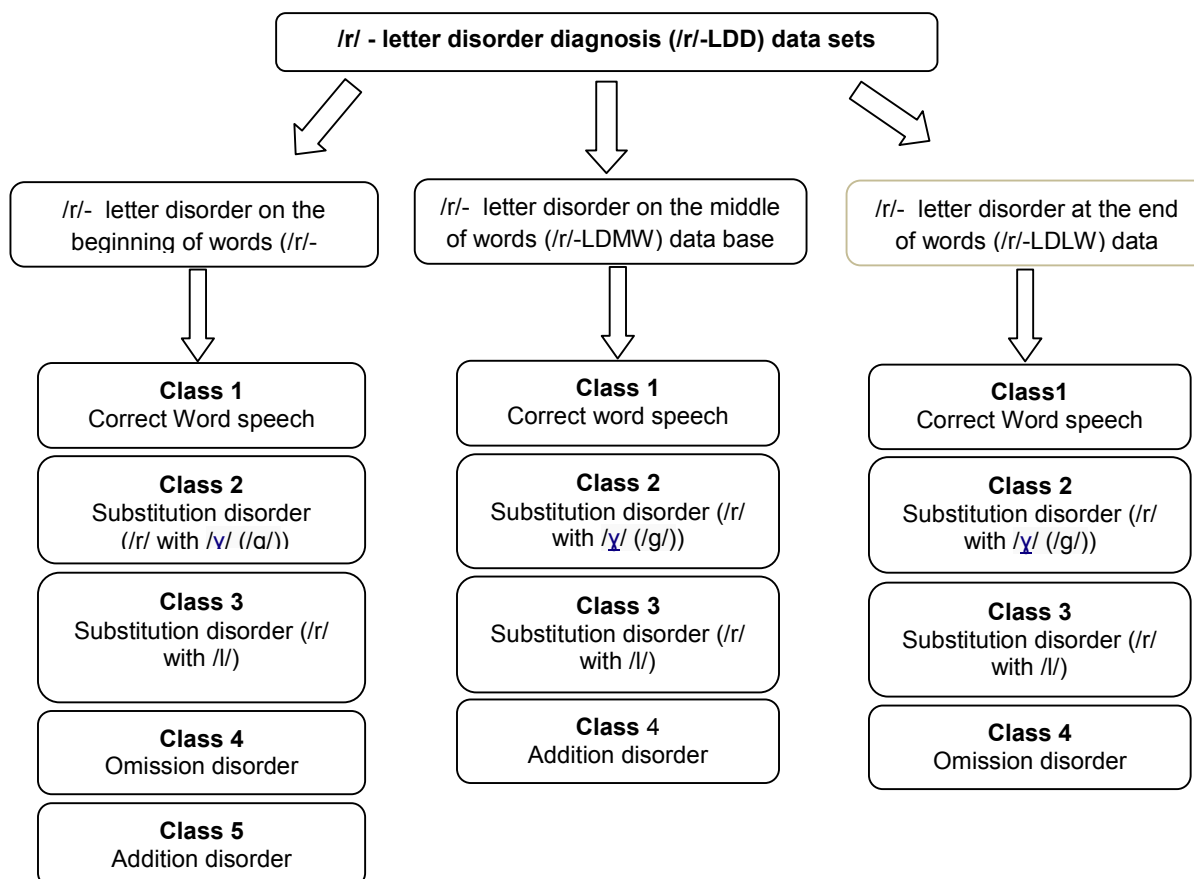 /r/ - letter disorder diagnosis (/r/-LDD) data sets
/r/- letter disorder on the
beginning of words (/r/-
/r/- letter disorder on the middle
of words (/r/-LDMW) data base
/r/- letter disorder at the end
of words (/r/-LDLW) data
Class 1
Correct Word speech
Class 2
Substitution disorder
(/r/ with /ɣ/ (/g/))
Class 3
Substitution disorder (/r/
with /l/)
Class 4
Omission disorder
Class 5
Addition disorder
Class 1
Correct word speech
Class 2
Substitution disorder (/r/
with /ɣ/ (/g/))
Class 3
Substitution disorder (/r/
with /l/)
Class 4
Addition disorder
Class1
Correct Word speech
Class 2
Substitution disorder (/r/
with /ɣ/ (/g/))
Class 3
Substitution disorder (/r/
with /l/)
Class 4
Omission disorder